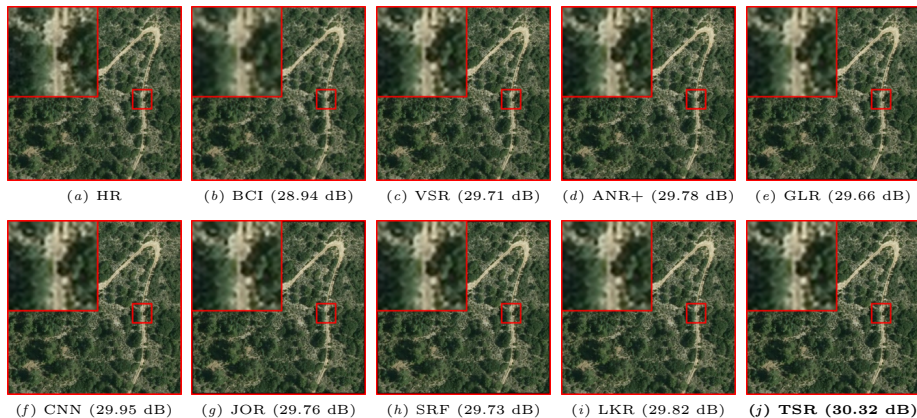 (a) HR
(b) BCI (28.94 dB)
(c) VSR (29.71 dB)
(d) ANR+ (29.78 dB)
(e) GLR (29.66 dB)
(f) CNN (29.95 dB)
(g) JOR (29.76 dB)
(h) SRF (29.73 dB)
(i) LKR (29.82 dB)
(j) TSR (30.32 dB)